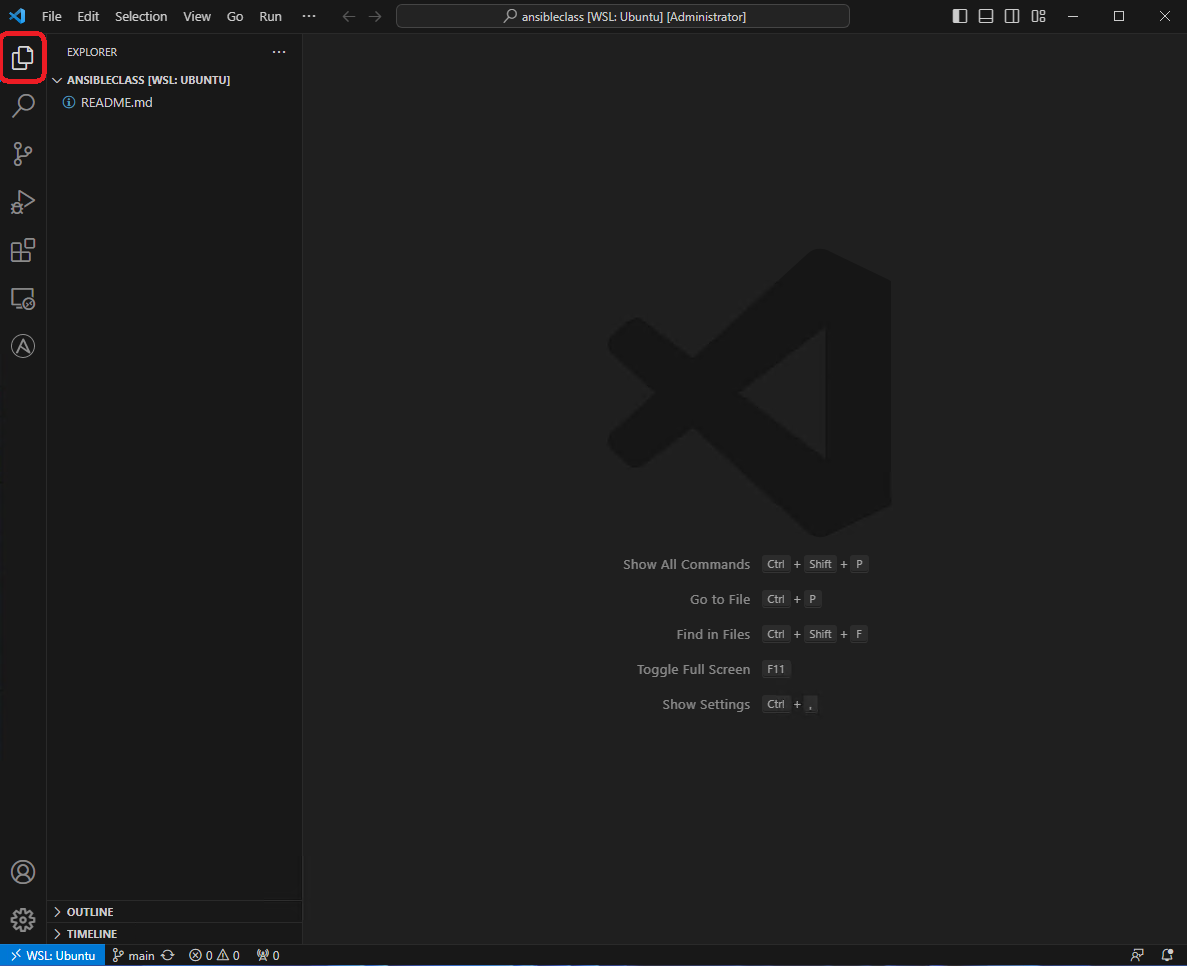 File Edit Selection View Go Run ··· ansibleclass [WSL: Ubuntu] [Administrator]
EXPLORER ···
ANSIBLECLASS [WSL: UBUNTU]
README.md
Show All Commands Ctrl + Shift + P
Go to File Ctrl + P
Find in Files Ctrl + Shift + F
Toggle Full Screen F11
Show Settings Ctrl + ,
OUTLINE
TIMELINE
WSL: Ubuntu main 0 0 0